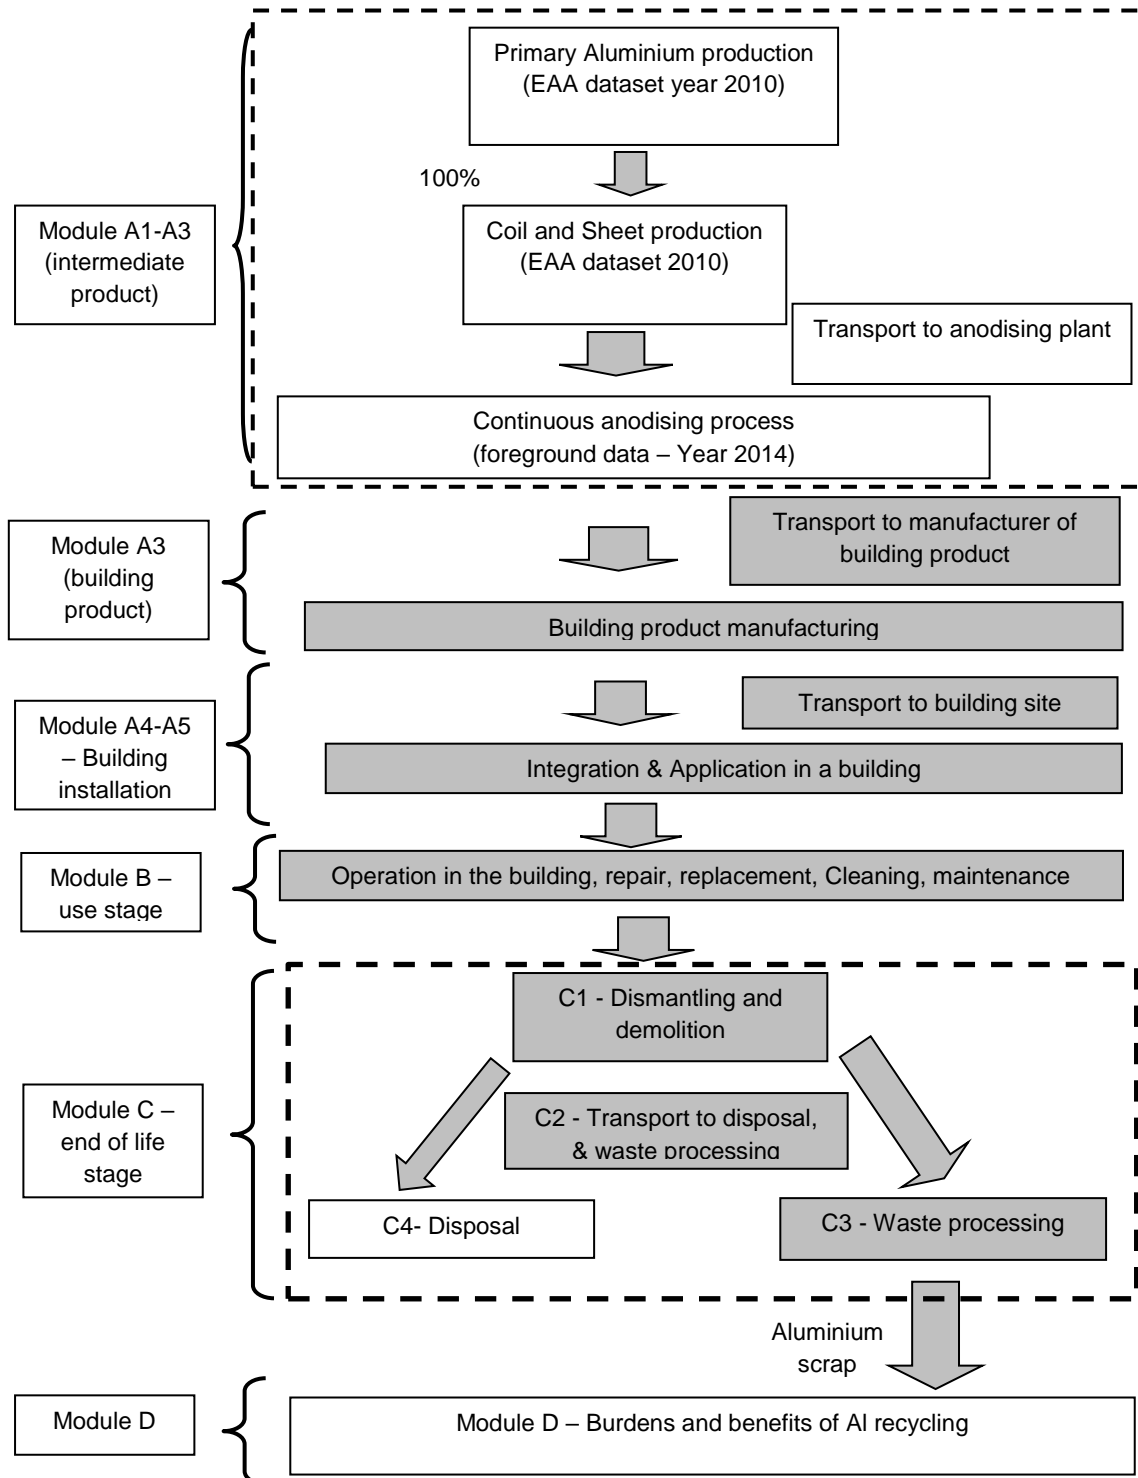 Primary Aluminium production
(EAA dataset year 2010)
100%
Module A1-A3
(intermediate
product)
Coil and Sheet production
(EAA dataset 2010)
Transport to anodising plant
Continuous anodising process
(foreground data – Year 2014)
Module A3
(building
product)
Transport to manufacturer of
building product
Building product manufacturing
Module A4-A5
– Building
installation
Transport to building site
Integration & Application in a building
Module B –
use stage
Operation in the building, repair, replacement, Cleaning, maintenance
C1 - Dismantling and
demolition
Module C –
end of life
stage
C2 - Transport to disposal,
& waste processing
C4- Disposal
C3 - Waste processing
Aluminium
scrap
Module D
Module D – Burdens and benefits of Al recycling